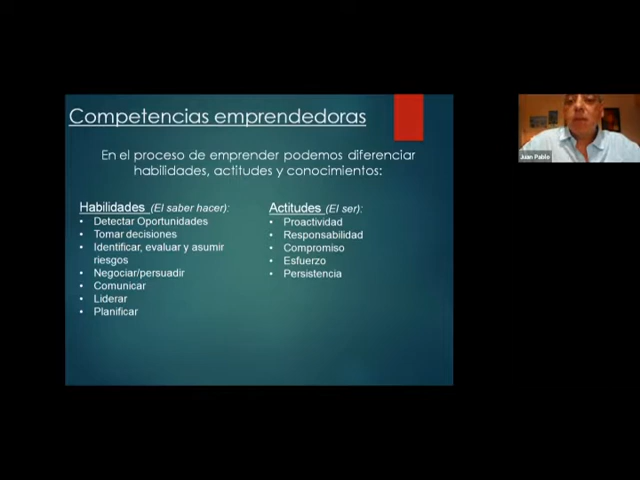 Competencias emprendedoras
En el proceso de emprender podemos diferenciar
habilidades, actitudes y conocimientos:
Habilidades (El saber hacer):
• Detectar Oportunidades
• Tomar decisiones
• Identificar, evaluar y asumir
riesgos
• Negociar/persuadir
• Comunicar
• Liderar
• Planificar
Actitudes (El ser):
• Proactividad
• Responsabilidad
• Compromiso
• Esfuerzo
• Persistencia
Juan Pablo